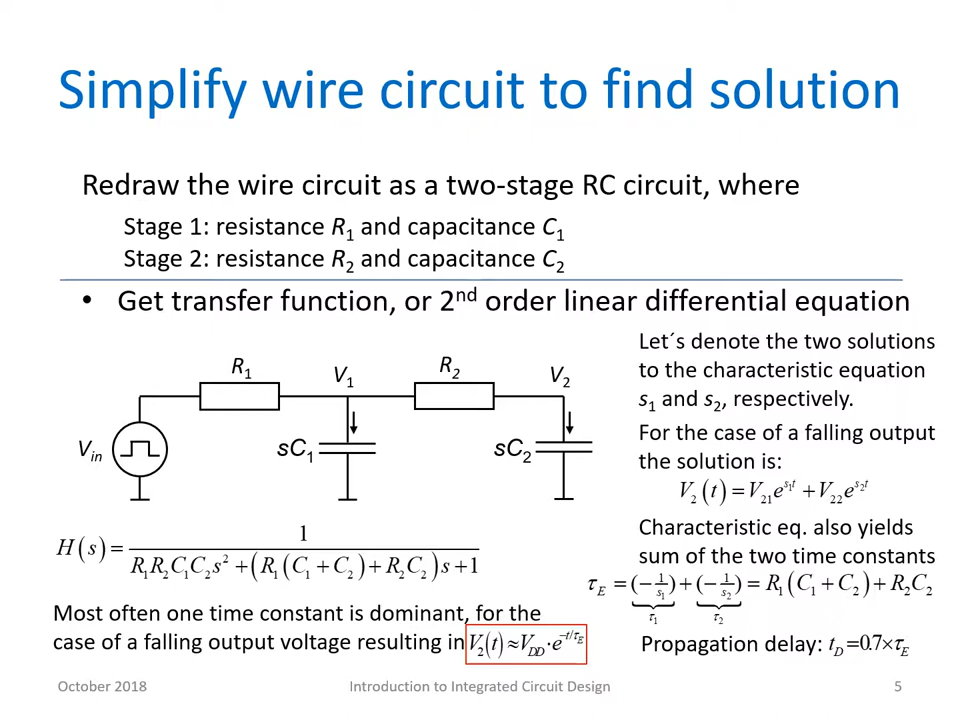 Simplify wire circuit to find solution
Redraw the wire circuit as a two-stage RC circuit, where
Stage 1: resistance R₁ and capacitance C₁
Stage 2: resistance R₂ and capacitance C₂
• Get transfer function, or 2ⁿᵈ order linear differential equation
R₁ V₁ R₂ V₂
V_in sC₁ sC₂
H(s) = 1 / (R₁R₂C₁C₂s² + (R₁(C₁ + C₂) + R₂C₂)s + 1)
Most often one time constant is dominant, for the
case of a falling output voltage resulting in V₂(t) ≈ V_DD · e^(−t/τ_E)
Let´s denote the two solutions
to the characteristic equation
s₁ and s₂, respectively.
For the case of a falling output
the solution is:
V₂(t) = V₂₁e^(s₁t) + V₂₂e^(s₂t)
Characteristic eq. also yields
sum of the two time constants
τ_E = (−1/s₁) + (−1/s₂) = R₁(C₁ + C₂) + R₂C₂
τ₁ τ₂
Propagation delay: t_D = 0.7 × τ_E
October 2018 Introduction to Integrated Circuit Design 5